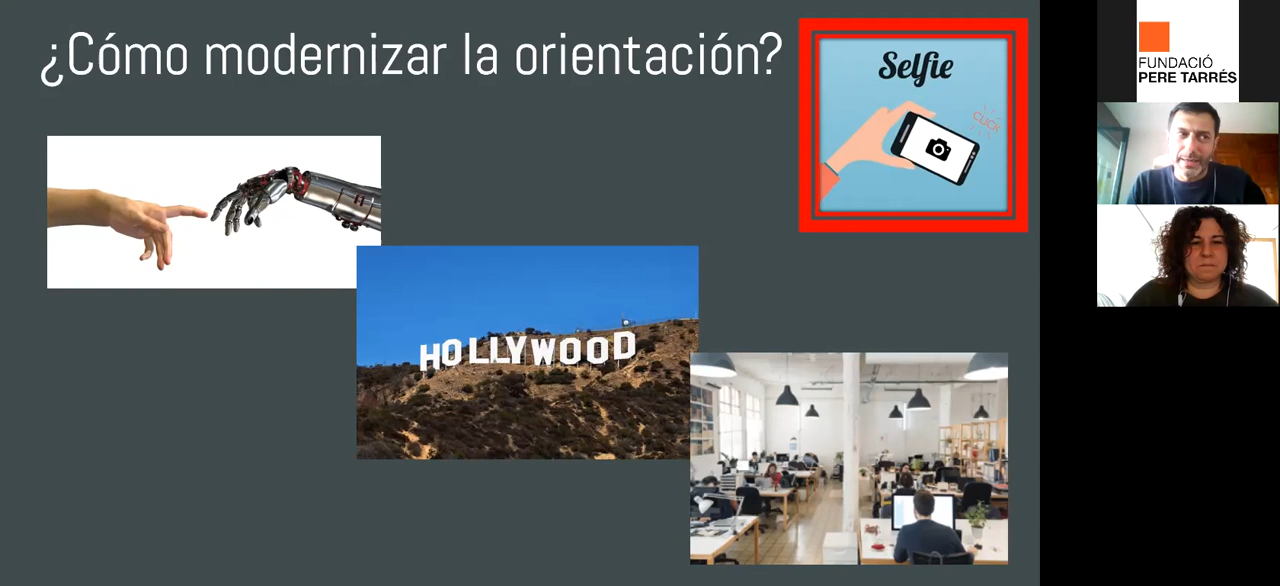 ¿Cómo modernizar la orientación?
Selfie
CLICK
HOLLYWOOD
FUNDACIÓ
PERE TARRÉS